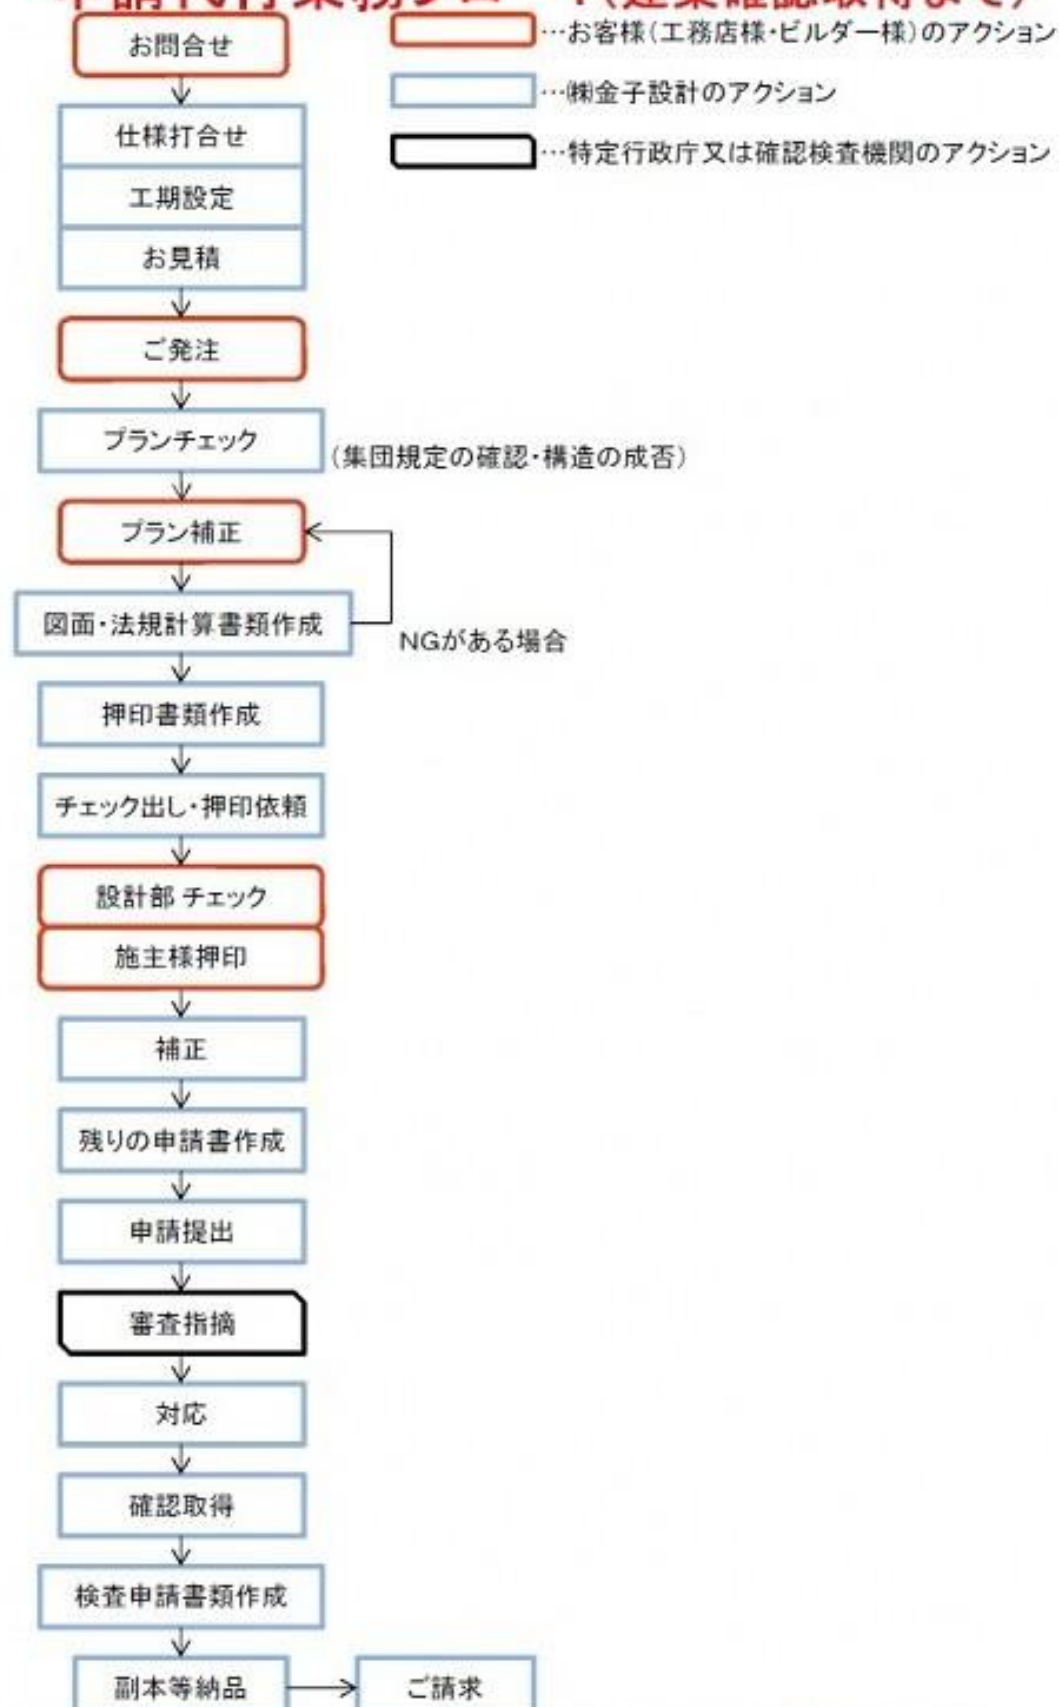 (建築確認取得まで)
お問合せ
…お客様(工務店様・ビルダー様)のアクション
…㈱金子設計のアクション
…特定行政庁又は確認検査機関のアクション
仕様打合せ
工期設定
お見積
ご発注
プランチェック
(集団規定の確認・構造の成否)
プラン補正
図面・法規計算書類作成
NGがある場合
押印書類作成
チェック出し・押印依頼
設計部 チェック
施主様押印
補正
残りの申請書作成
申請提出
審査指摘
対応
確認取得
検査申請書類作成
副本等納品
ご請求